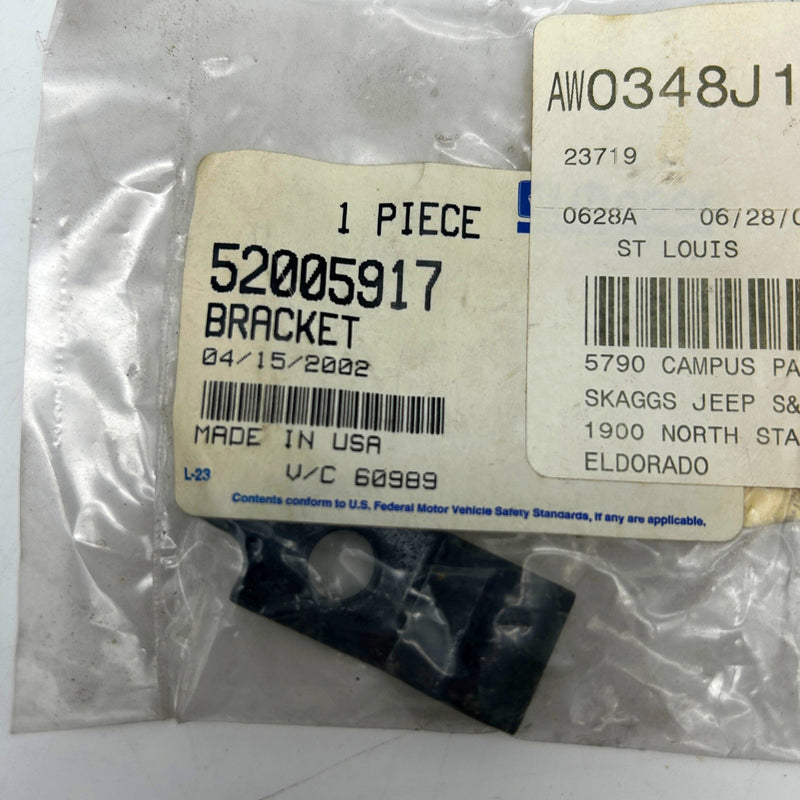 AW0348J1
23719
0628A 06/28/0
ST LOUIS
5790 CAMPUS PA
SKAGGS JEEP S&
1900 NORTH STA
ELDORADO
1 PIECE
52005917
BRACKET
04/15/2002
MADE IN USA
L-23 V/C 60989
Contents conform to U.S. Federal Motor Vehicle Safety Standards, if any are applicable.